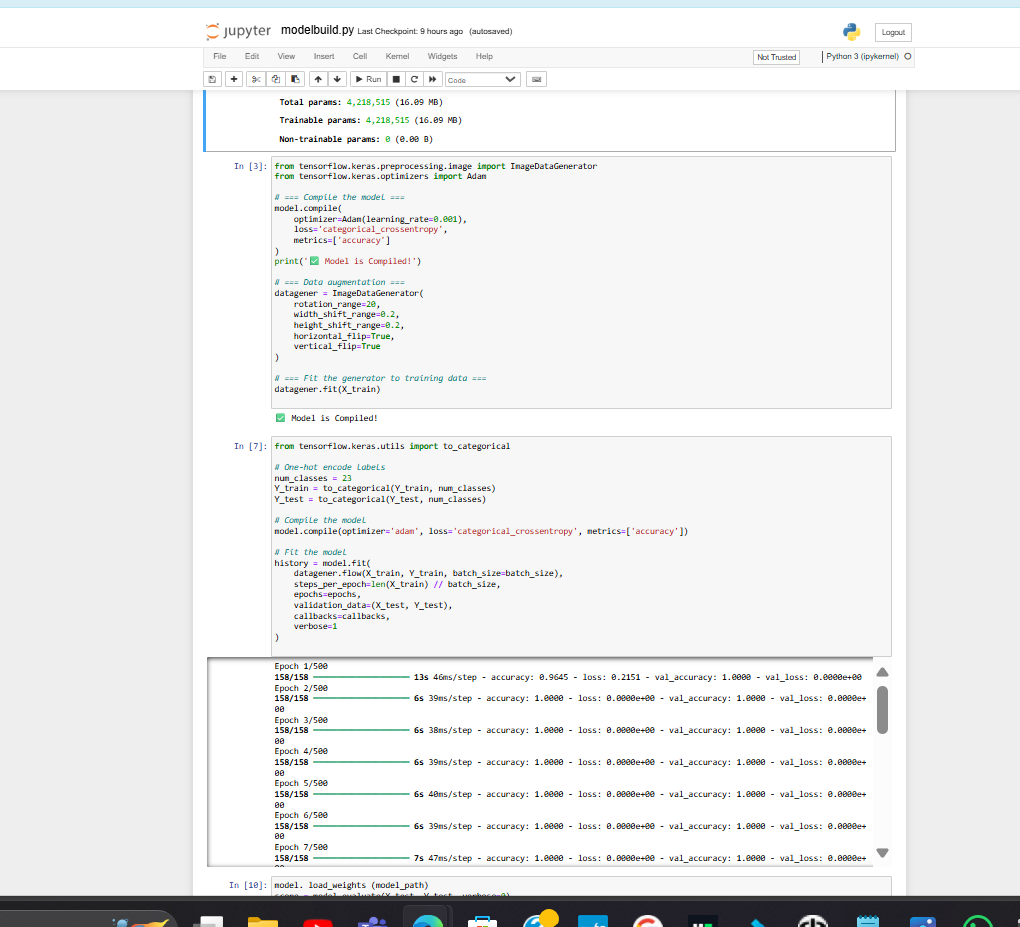 jupyter modelbuild.py Last Checkpoint: 9 hours ago (autosaved)
Logout
File Edit View Insert Cell Kernel Widgets Help
Not Trusted
Python 3 (ipykernel)
Run
Code
Total params: 4,218,515 (16.09 MB)
Trainable params: 4,218,515 (16.09 MB)
Non-trainable params: 0 (0.00 B)
In [3]:
from tensorflow.keras.preprocessing.image import ImageDataGenerator
from tensorflow.keras.optimizers import Adam
# === Compile the model ===
model.compile(
optimizer=Adam(learning_rate=0.001),
loss='categorical_crossentropy',
metrics=['accuracy']
)
print('✅ Model is Compiled!')
# === Data augmentation ===
datagener = ImageDataGenerator(
rotation_range=20,
width_shift_range=0.2,
height_shift_range=0.2,
horizontal_flip=True,
vertical_flip=True
)
# === Fit the generator to training data ===
datagener.fit(X_train)
✅ Model is Compiled!
In [7]:
from tensorflow.keras.utils import to_categorical
# One-hot encode labels
num_classes = 23
Y_train = to_categorical(Y_train, num_classes)
Y_test = to_categorical(Y_test, num_classes)
# Compile the model
model.compile(optimizer='adam', loss='categorical_crossentropy', metrics=['accuracy'])
# Fit the model
history = model.fit(
datagener.flow(X_train, Y_train, batch_size=batch_size),
steps_per_epoch=len(X_train) // batch_size,
epochs=epochs,
validation_data=(X_test, Y_test),
callbacks=callbacks,
verbose=1
)
Epoch 1/500
158/158 13s 46ms/step - accuracy: 0.9645 - loss: 0.2151 - val_accuracy: 1.0000 - val_loss: 0.0000e+00
Epoch 2/500
158/158 6s 39ms/step - accuracy: 1.0000 - loss: 0.0000e+00 - val_accuracy: 1.0000 - val_loss: 0.0000e+
00
Epoch 3/500
158/158 6s 38ms/step - accuracy: 1.0000 - loss: 0.0000e+00 - val_accuracy: 1.0000 - val_loss: 0.0000e+
00
Epoch 4/500
158/158 6s 39ms/step - accuracy: 1.0000 - loss: 0.0000e+00 - val_accuracy: 1.0000 - val_loss: 0.0000e+
00
Epoch 5/500
158/158 6s 40ms/step - accuracy: 1.0000 - loss: 0.0000e+00 - val_accuracy: 1.0000 - val_loss: 0.0000e+
00
Epoch 6/500
158/158 6s 39ms/step - accuracy: 1.0000 - loss: 0.0000e+00 - val_accuracy: 1.0000 - val_loss: 0.0000e+
00
Epoch 7/500
158/158 7s 47ms/step - accuracy: 1.0000 - loss: 0.0000e+00 - val_accuracy: 1.0000 - val_loss: 0.0000e+
In [10]:
model. load_weights (model_path)